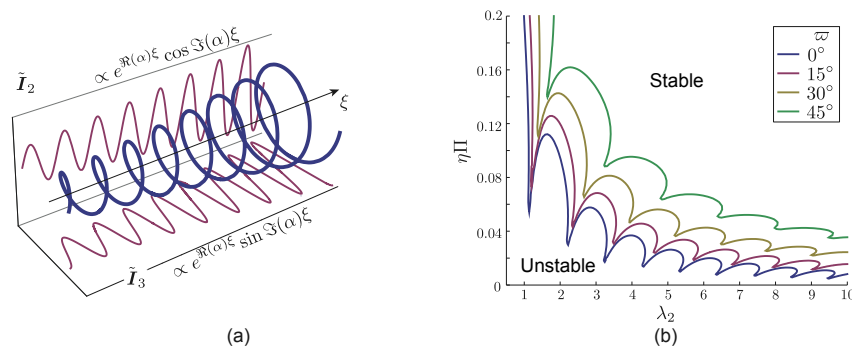 ∝ e^{ℜ(α)ξ} cos ℑ(α)ξ
Ĩ₂
ξ
Ĩ₃
∝ e^{ℜ(α)ξ} sin ℑ(α)ξ
(a)
0.2
0.16
0.12
0.08
0.04
0
ηΠ
Stable
Unstable
ϖ
0°
15°
30°
45°
1 2 3 4 5 6 7 8 9 10
λ₂
(b)